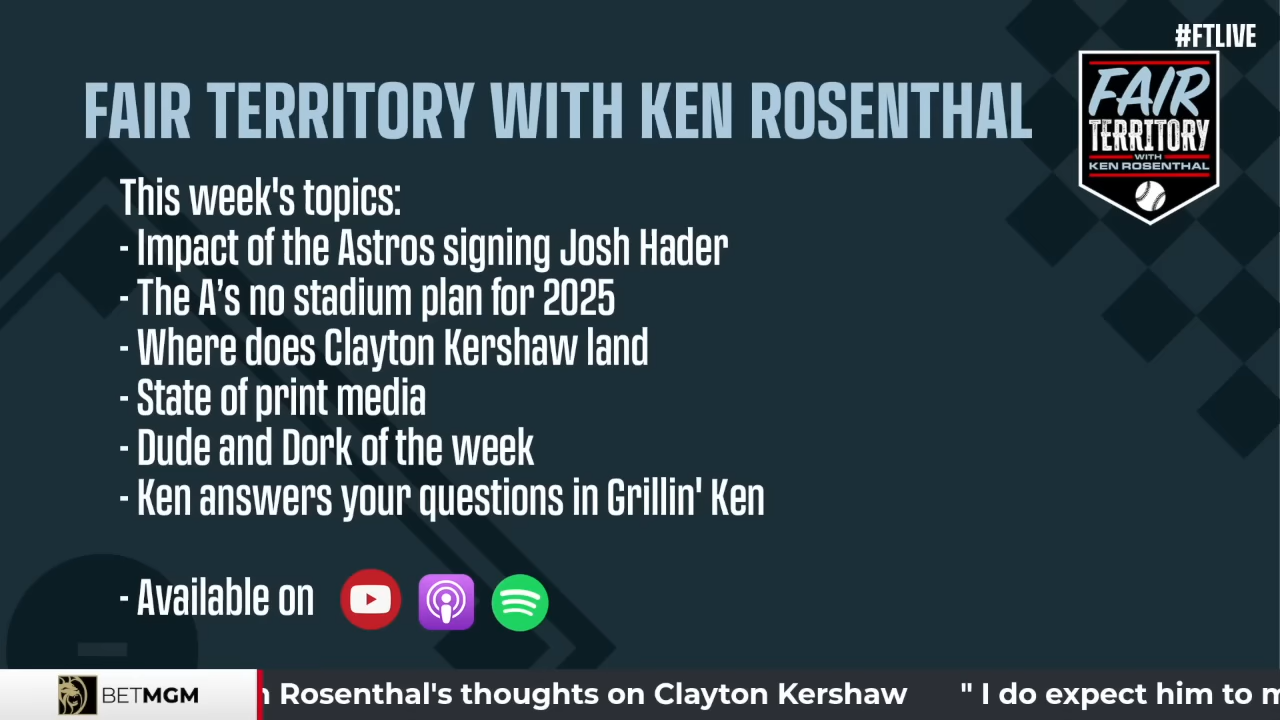 #FTLIVE
FAIR TERRITORY WITH KEN ROSENTHAL
FAIR
TERRITORY
WITH
KEN ROSENTHAL
This week's topics:
- Impact of the Astros signing Josh Hader
- The A’s no stadium plan for 2025
- Where does Clayton Kershaw land
- State of print media
- Dude and Dork of the week
- Ken answers your questions in Grillin' Ken
- Available on
BETMGM
Rosenthal's thoughts on Clayton Kershaw " I do expect him to